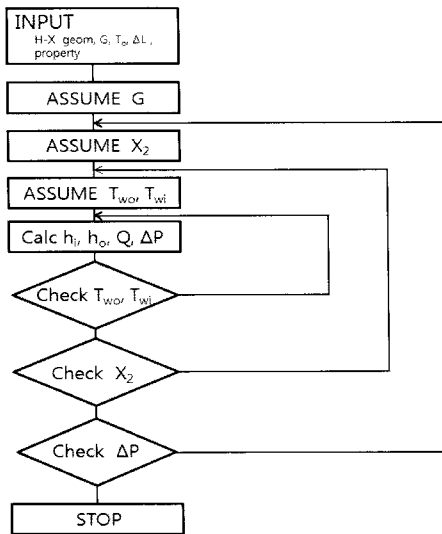 INPUT
H-X geom, G, Tₒ, ΔL,
property
ASSUME G
ASSUME X₂
ASSUME Twₒ, Twᵢ
Calc hᵢ, hₒ, Q, ΔP
Check Twₒ, Twᵢ
Check X₂
Check ΔP
STOP